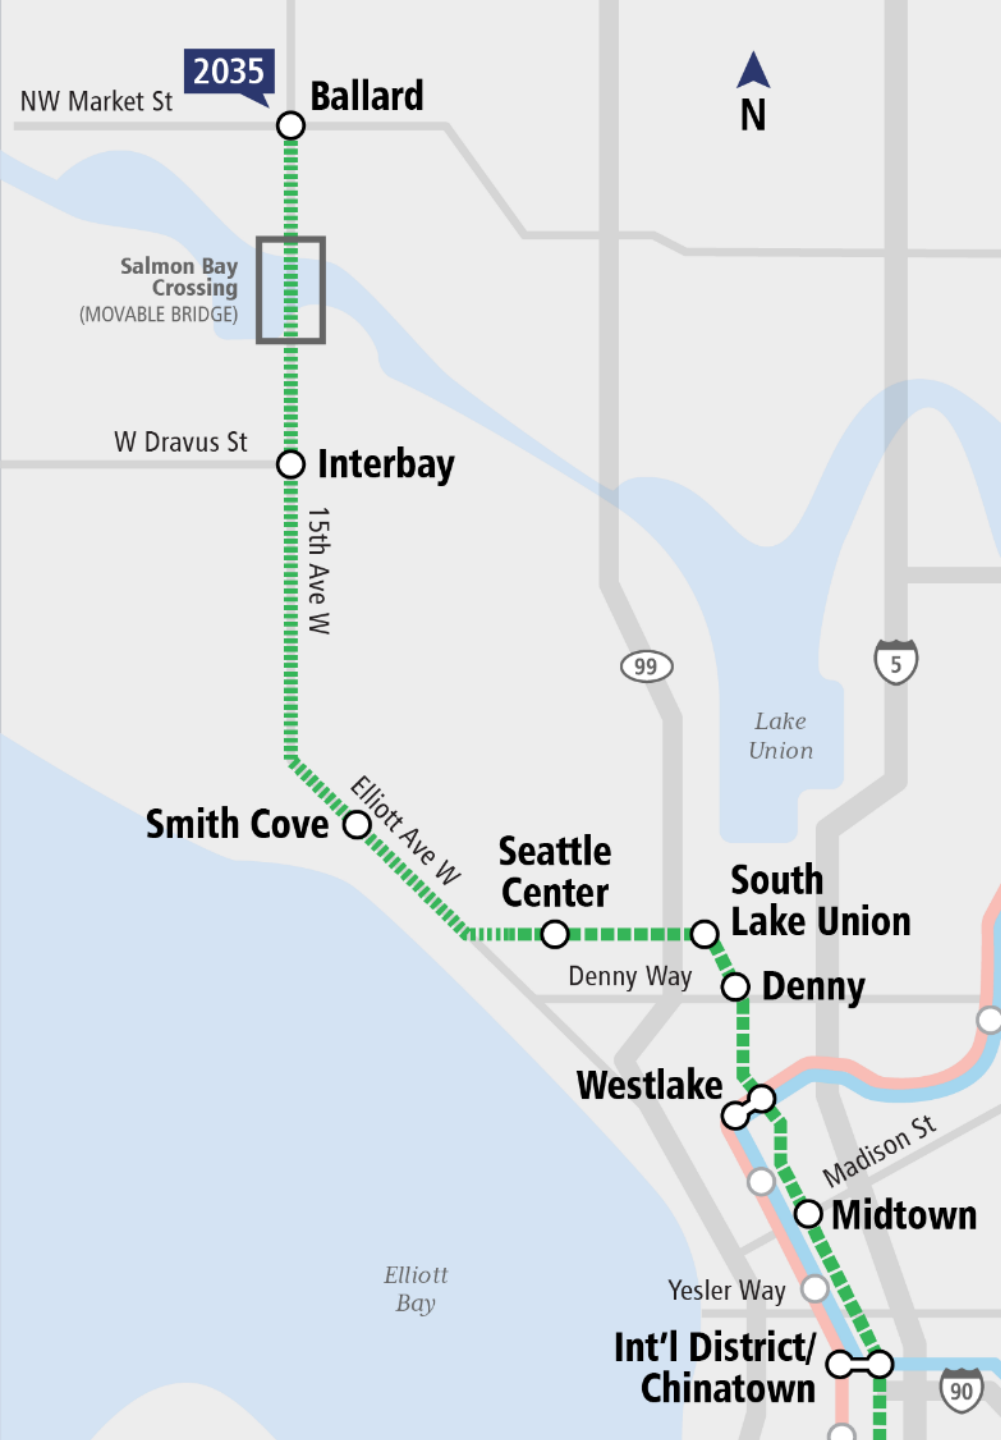 2035
Ballard
NW Market St
N
Salmon Bay
Crossing
(MOVABLE BRIDGE)
W Dravus St
Interbay
15th Ave W
99
5
Lake
Union
Elliott Ave W
Smith Cove
Seattle
Center
South
Lake Union
Denny Way
Denny
Westlake
Madison St
Midtown
Elliott
Bay
Yesler Way
Int'l District/
Chinatown
90